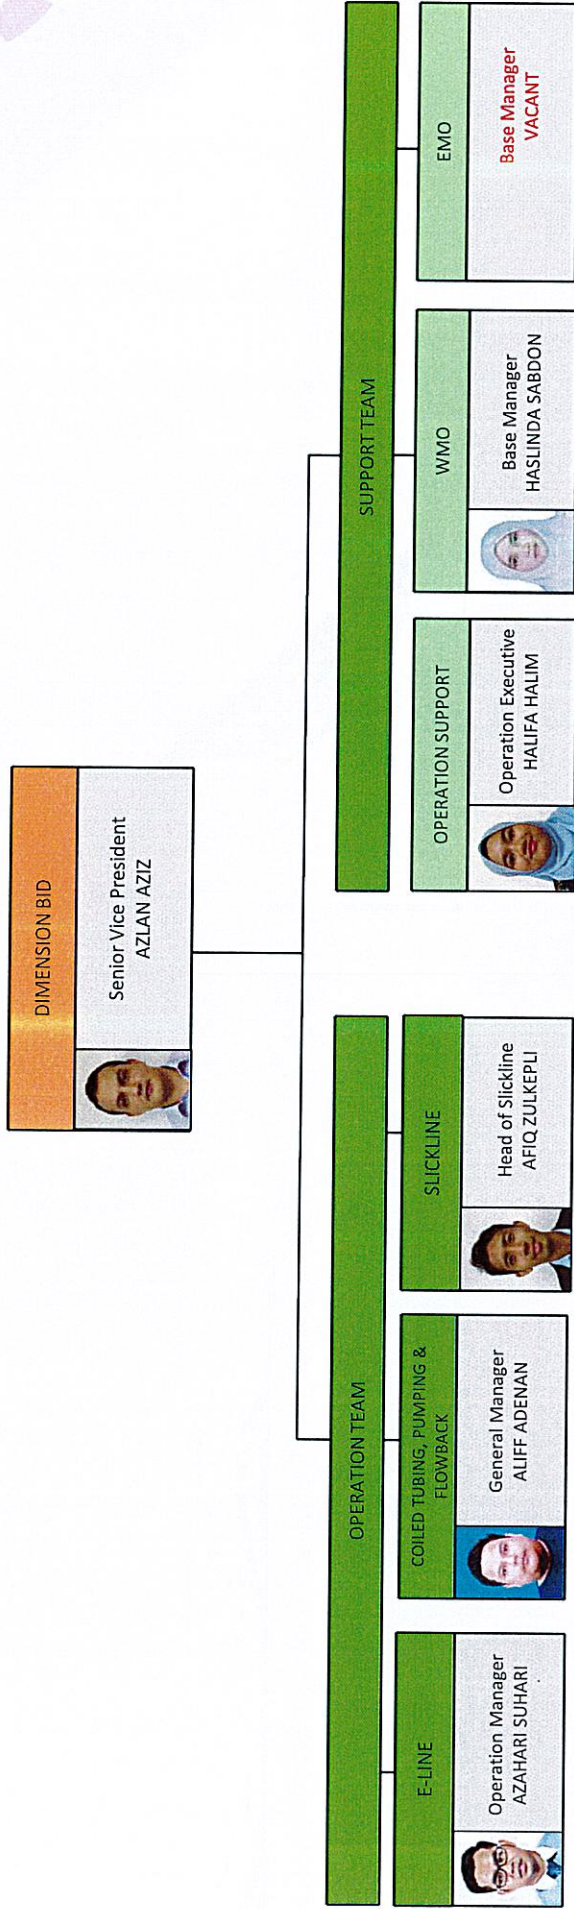 DIMENSION BID
Senior Vice President
AZLAN AZIZ
OPERATION TEAM
E-LINE
Operation Manager
AZAHARI SUHARI
COILED TUBING, PUMPING &
FLOWBACK
General Manager
ALIFF ADENAN
SLICKLINE
Head of Slickline
AFIQ ZULKEPLI
SUPPORT TEAM
OPERATION SUPPORT
Operation Executive
HALIFA HALIM
WMO
Base Manager
HASLINDA SABDON
EMO
Base Manager
VACANT